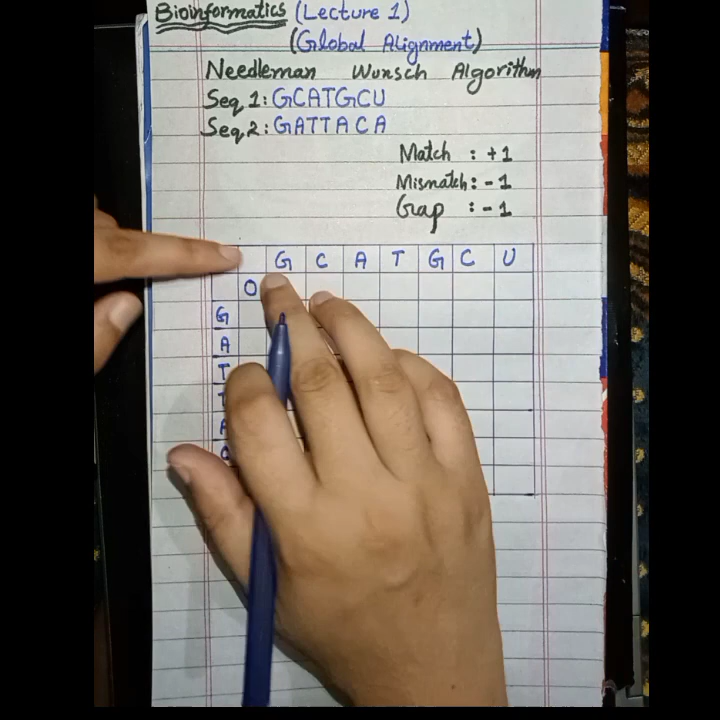 Bioinformatics (Lecture 1)
(Global Alignment)
Needleman Wunsch Algorithm
Seq 1: GCATGCU
Seq 2: GATTACA
Match : +1
Mismatch: -1
Gap : -1
G C A T G C U
0
G
A
T
T
A